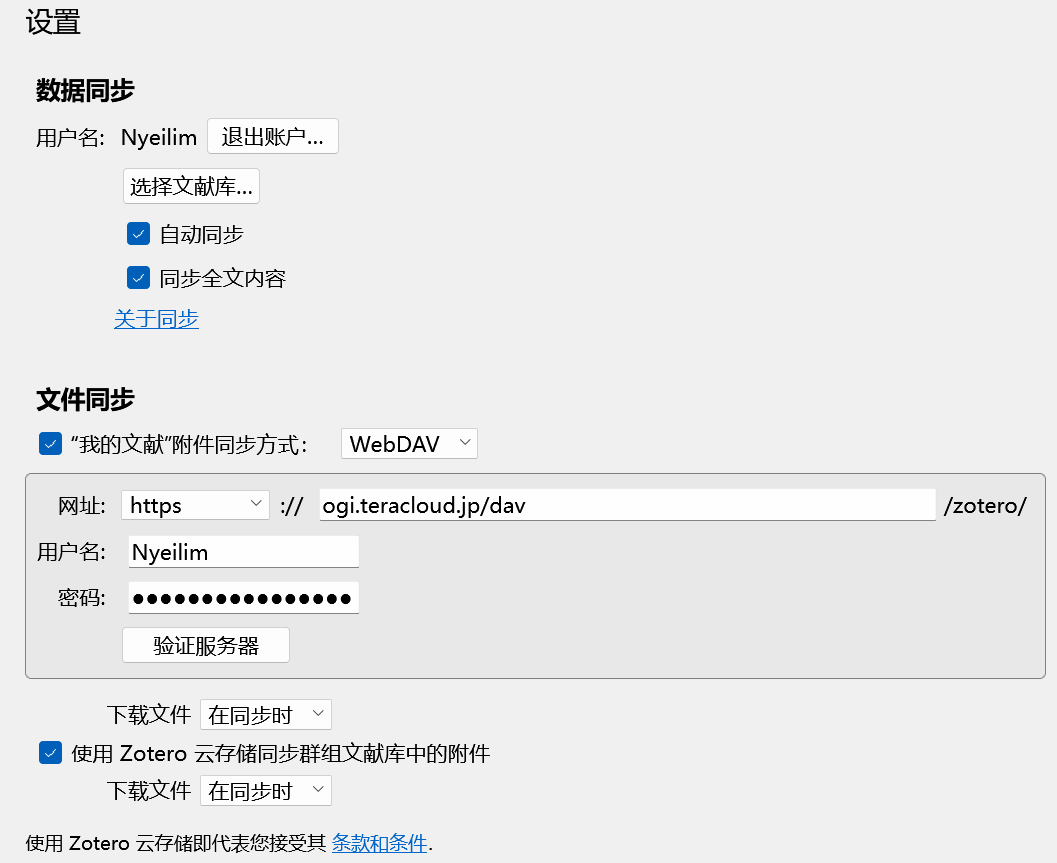 设置
数据同步
用户名: Nyeilim 退出账户...
选择文献库...
自动同步
同步全文内容
关于同步
文件同步
“我的文献”附件同步方式： WebDAV
网址: https :// ogi.teracloud.jp/dav /zotero/
用户名: Nyeilim
密码: ●●●●●●●●●●●●●●●●
验证服务器
下载文件 在同步时
使用 Zotero 云存储同步群组文献库中的附件
下载文件 在同步时
使用 Zotero 云存储即代表您接受其 条款和条件.